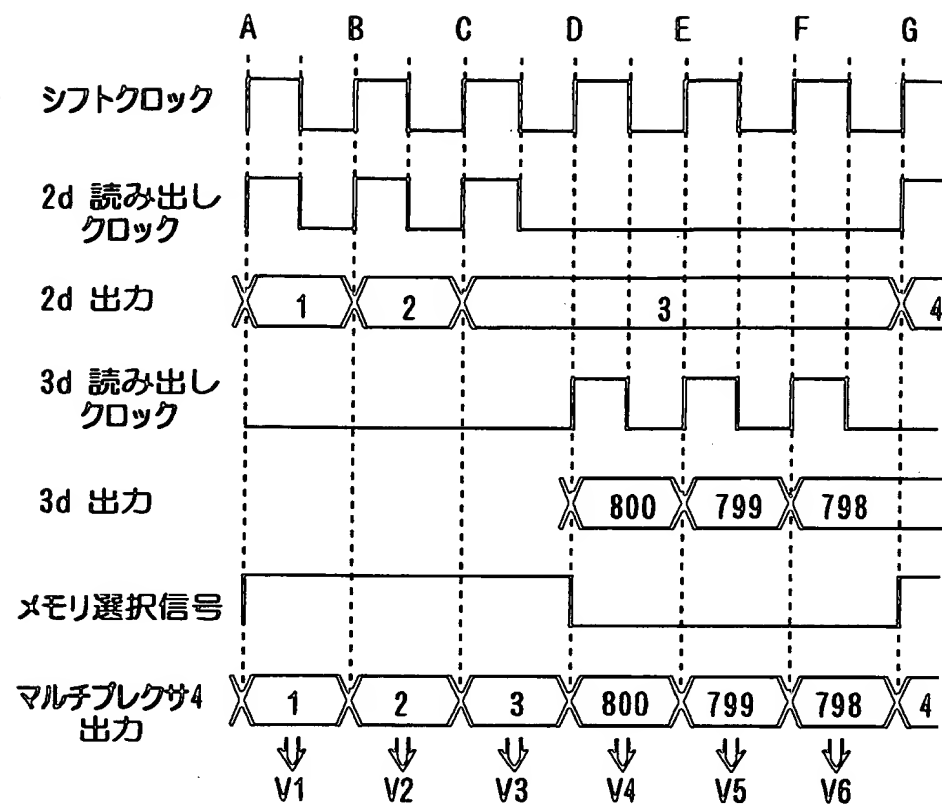 A B C D E F G
シフトクロック
2d 読み出し
クロック
2d 出力 1 2 3 4
3d 読み出し
クロック
3d 出力 800 799 798
メモリ選択信号
マルチプレクサ4
出力
1 2 3 800 799 798 4
V1 V2 V3 V4 V5 V6